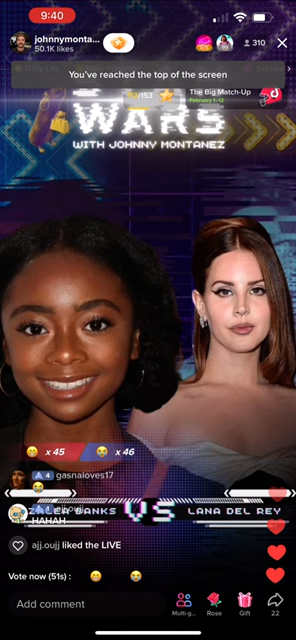 9:40
johnnymonta...
50.1K likes
310
You've reached the top of the screen
/153
The Big Match-Up
February 1-12
WARS
WITH JOHNNY MONTANEZ
x 45
x 46
4 gasnaloves17
BANKS VS LANA DEL REY
HAHAH
ajj.oujj liked the LIVE
Vote now (51s) :
Add comment
Multi-g...
Rose
Gift
22